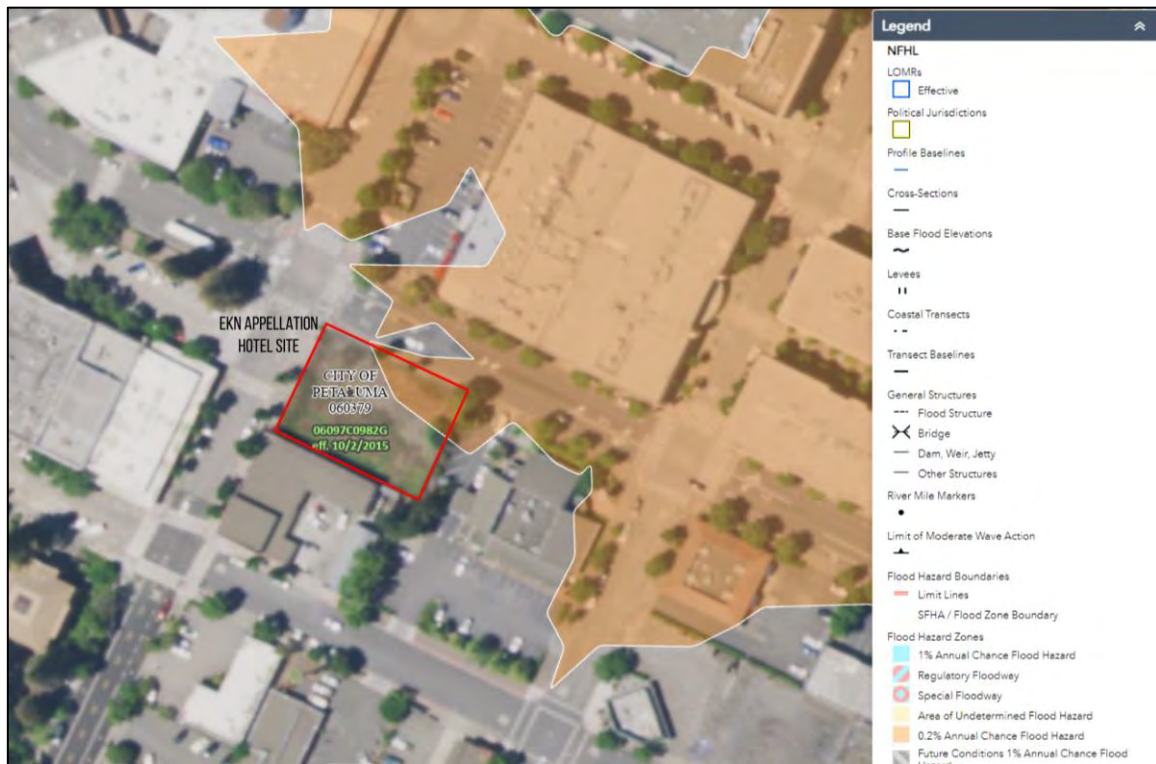 EKN APPELLATION
HOTEL SITE
CITY OF
PETALUMA
060379
06097C0982G
eff. 10/2/2015
Legend
NFHL
LOMRs
Effective
Political Jurisdictions
Profile Baselines
Cross-Sections
Base Flood Elevations
Levees
Coastal Transects
Transect Baselines
General Structures
Flood Structure
Bridge
Dam, Weir, Jetty
Other Structures
River Mile Markers
Limit of Moderate Wave Action
Flood Hazard Boundaries
Limit Lines
SFHA / Flood Zone Boundary
Flood Hazard Zones
1% Annual Chance Flood Hazard
Regulatory Floodway
Special Floodway
Area of Undetermined Flood Hazard
0.2% Annual Chance Flood Hazard
Future Conditions 1% Annual Chance Flood